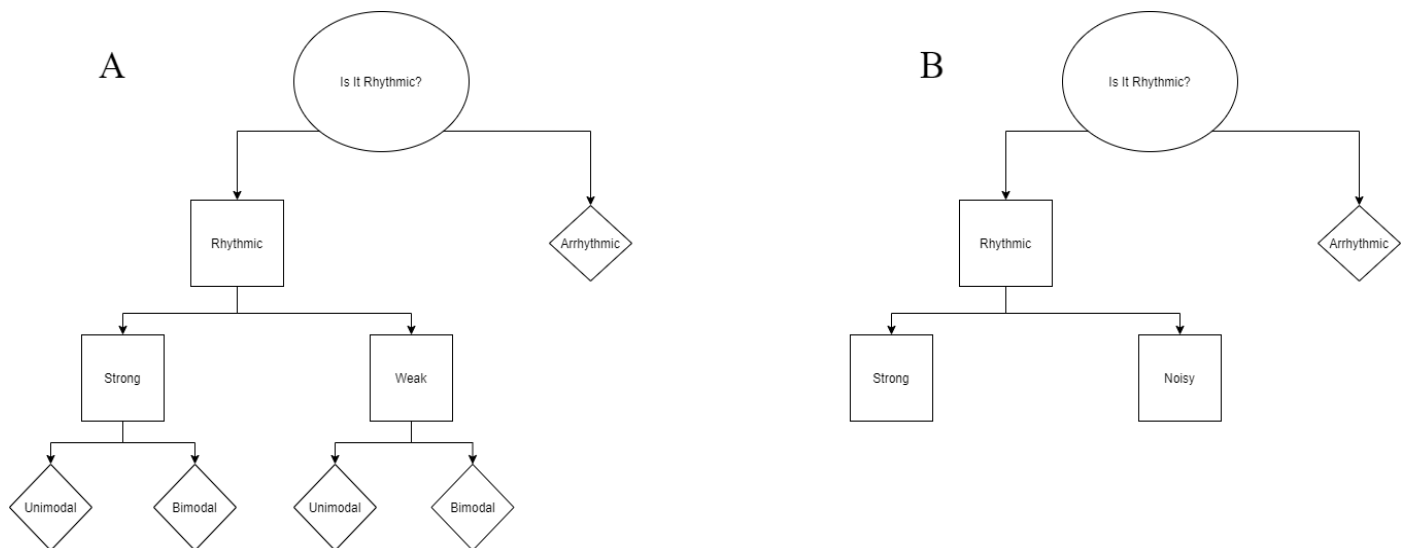 A
Is It Rhythmic?
Rhythmic
Arrhythmic
Strong
Weak
Unimodal
Bimodal
Unimodal
Bimodal
B
Is It Rhythmic?
Rhythmic
Arrhythmic
Strong
Noisy